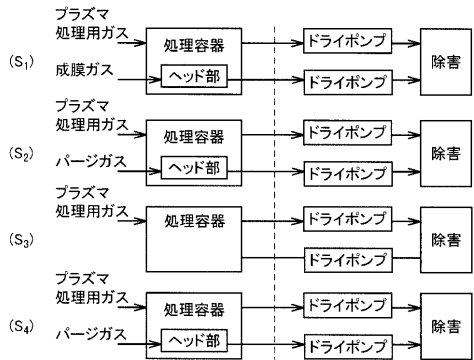 プラズマ
処理用ガス
処理容器
ドライポンプ
除害
(S₁)
成膜ガス
ヘッド部
ドライポンプ
プラズマ
処理用ガス
処理容器
ドライポンプ
除害
(S₂)
パージガス
ヘッド部
ドライポンプ
プラズマ
処理用ガス
処理容器
ドライポンプ
除害
(S₃)
ドライポンプ
プラズマ
処理用ガス
処理容器
ドライポンプ
除害
(S₄)
パージガス
ヘッド部
ドライポンプ